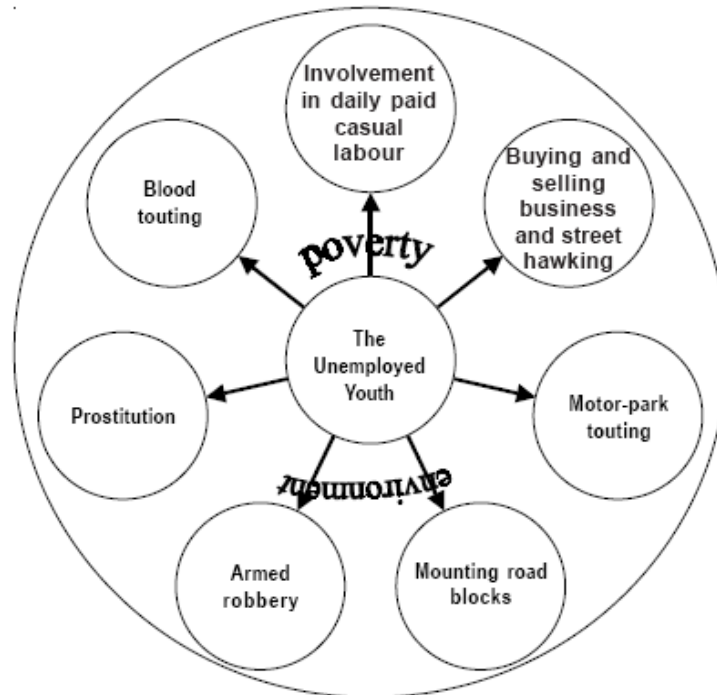 Involvement
in daily paid
casual
labour
Buying and
selling
business
and street
hawking
Blood
touting
poverty
The
Unemployed
Youth
Prostitution
Motor-park
touting
environment
Armed
robbery
Mounting road
blocks